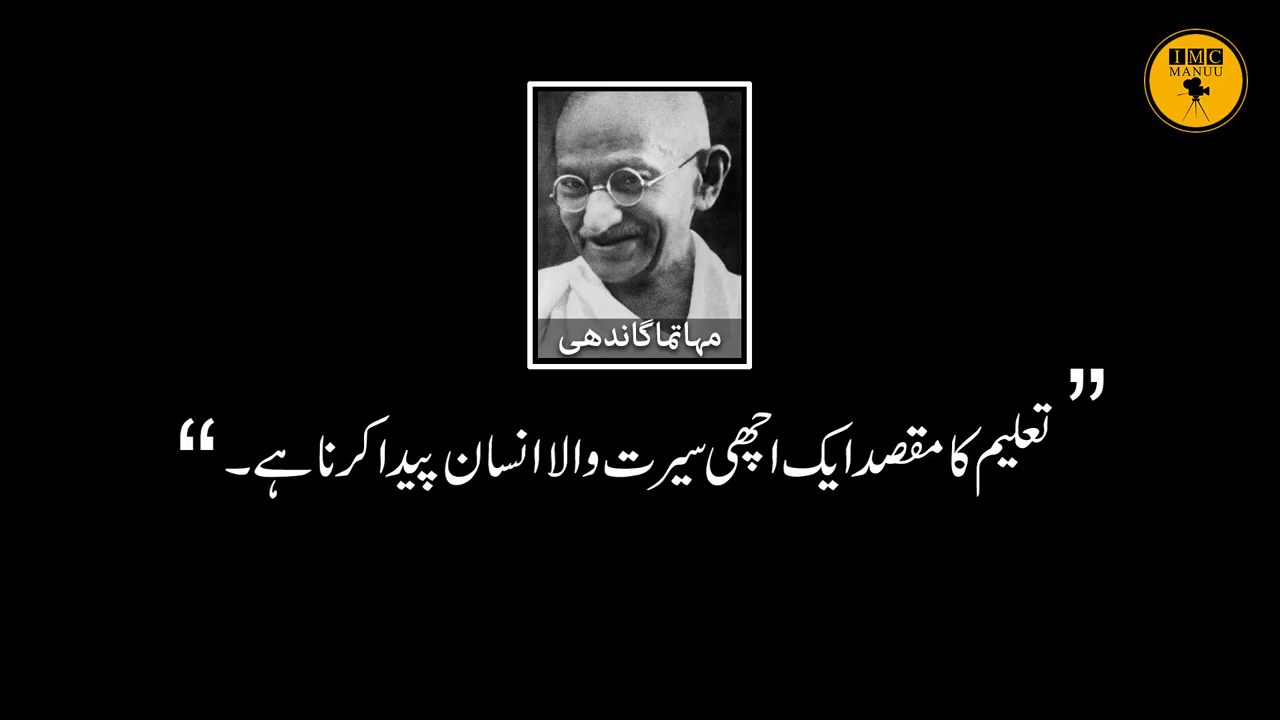 IMC
MANUU
مہاتما گاندھی
”تعلیم کا مقصد ایک اچھی سیرت والا انسان پیدا کرنا ہے۔“